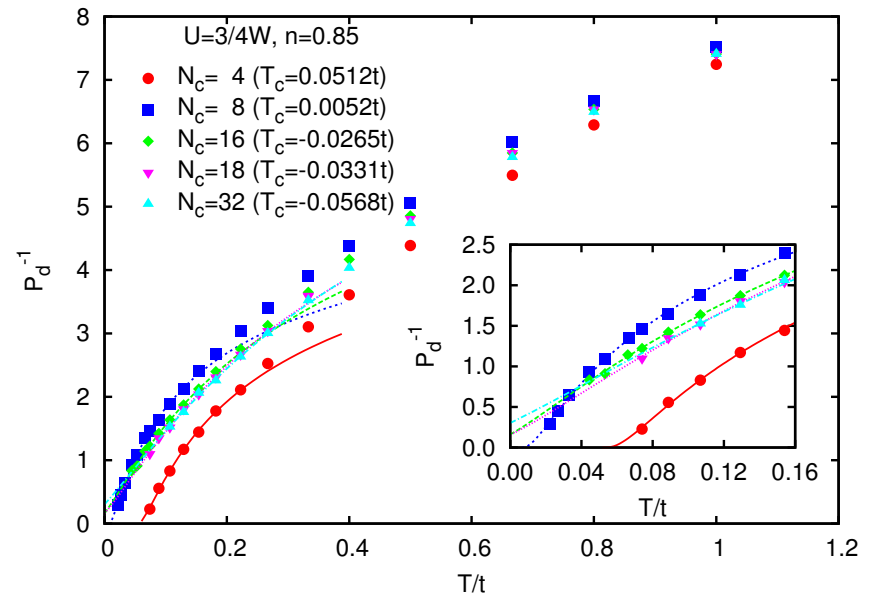 U=3/4W, n=0.85
N_c= 4 (T_c=0.0512t)
N_c= 8 (T_c=0.0052t)
N_c=16 (T_c=-0.0265t)
N_c=18 (T_c=-0.0331t)
N_c=32 (T_c=-0.0568t)
8
7
6
5
4
3
2
1
0
P_d^-1
0 0.2 0.4 0.6 0.8 1 1.2
T/t
2.5
2.0
1.5
1.0
0.5
0.0
P_d^-1
0.00 0.04 0.08 0.12 0.16
T/t